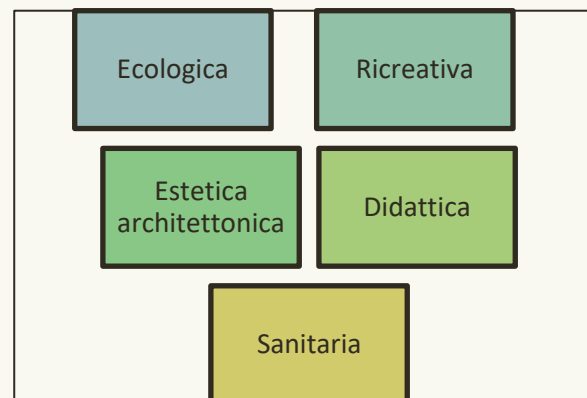 Ecologica
Ricreativa
Estetica
architettonica
Didattica
Sanitaria